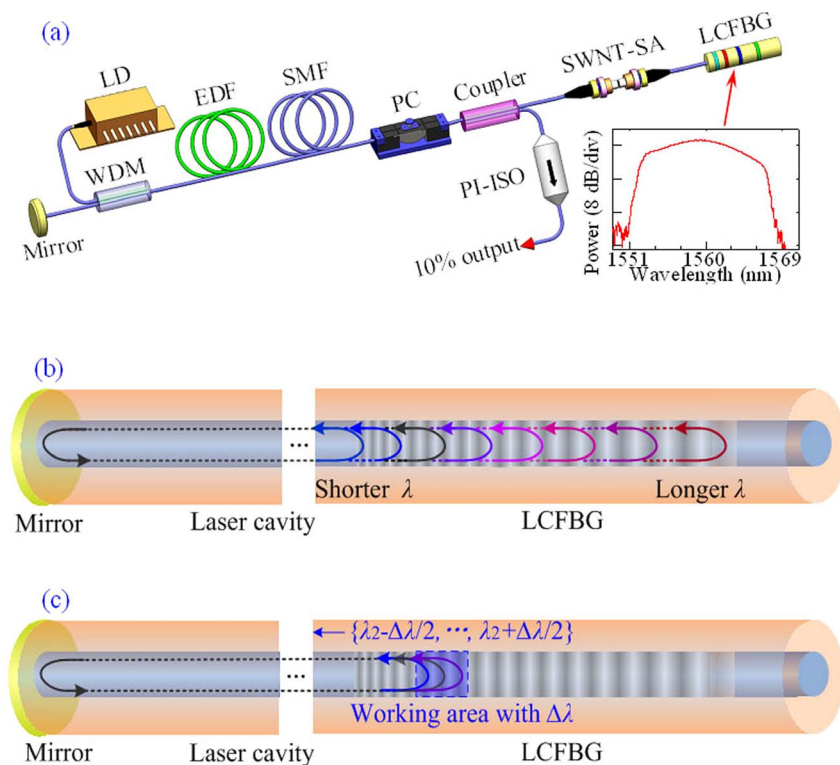 (a)
LD
EDF
SMF
PC
Coupler
SWNT-SA
LCFBG
WDM
Mirror
PI-ISO
10% output
Power (8 dB/div)
1551 1560 1569
Wavelength (nm)
(b)
...
Shorter λ
Longer λ
Mirror
Laser cavity
LCFBG
(c)
{λ2-Δλ/2, ···, λ2+Δλ/2}
...
Working area with Δλ
Mirror
Laser cavity
LCFBG